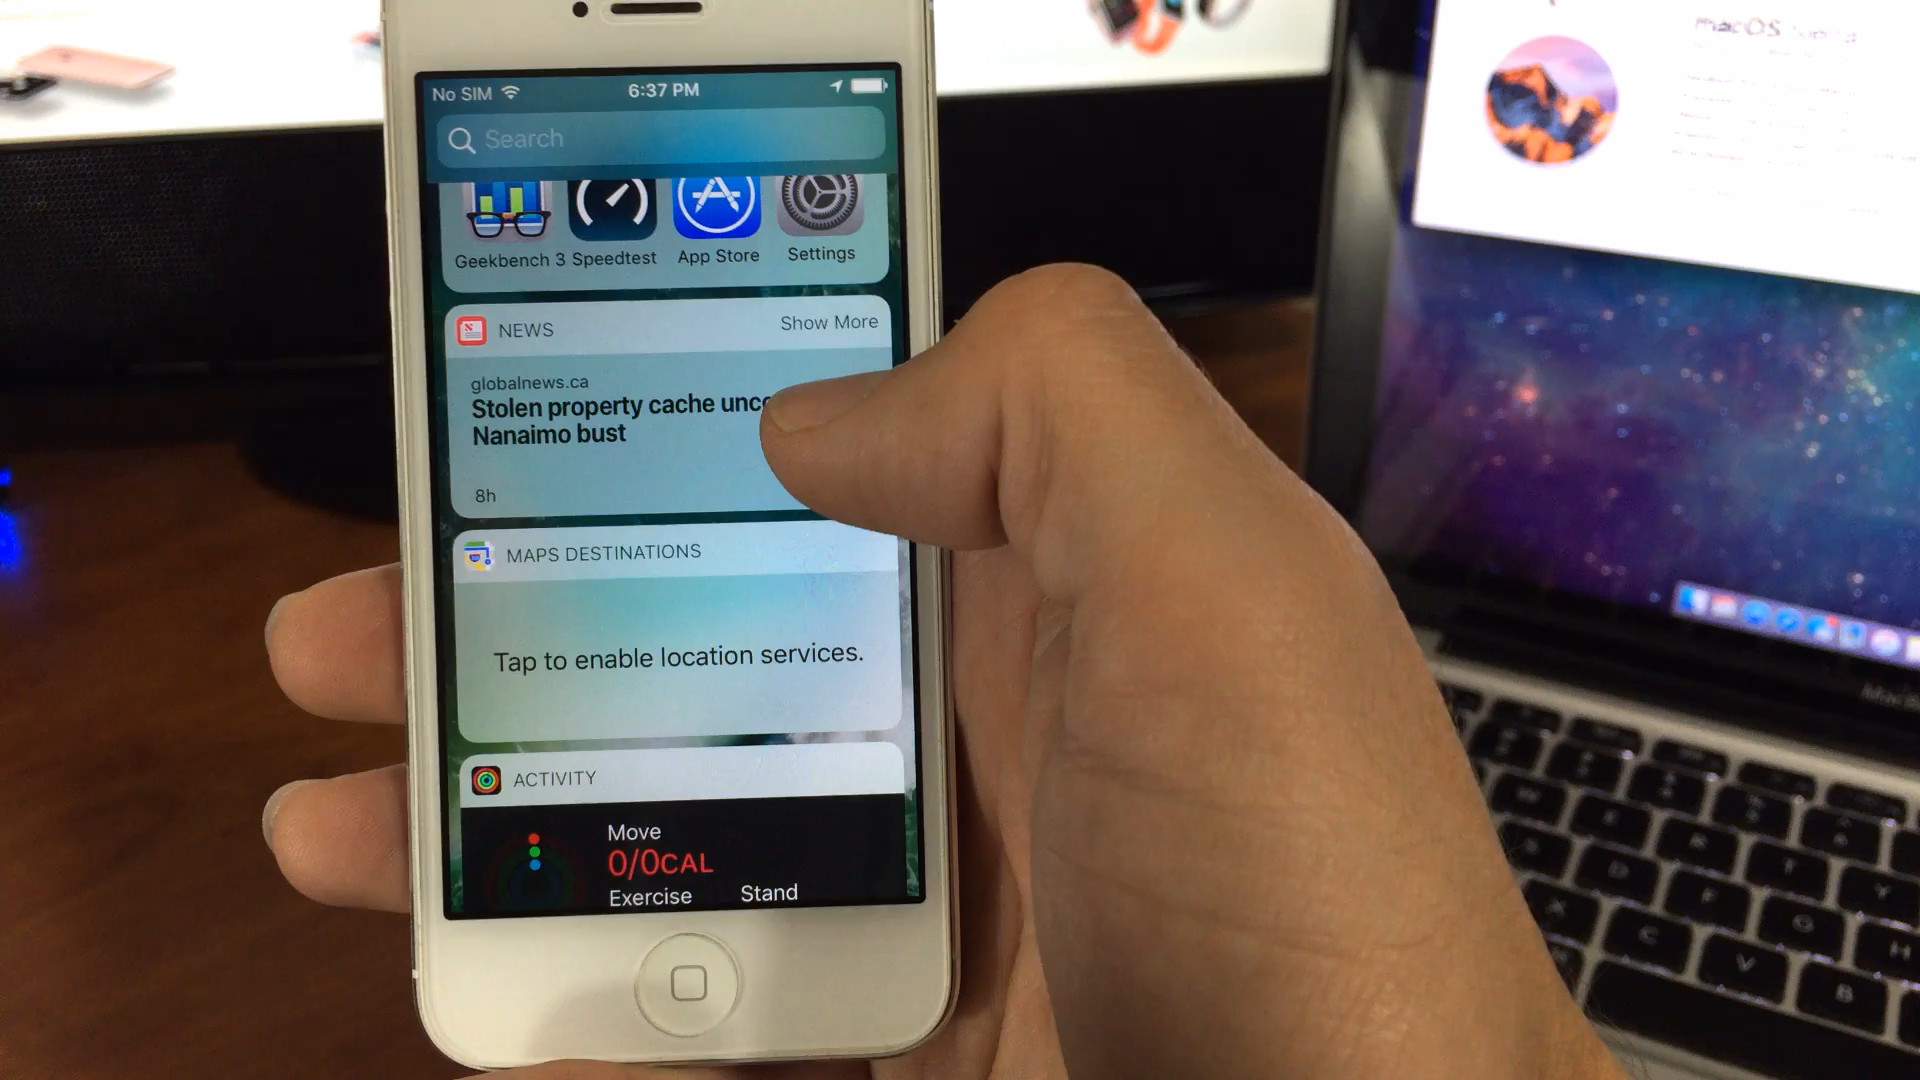 macOS
No SIM 6:37 PM
Search
Geekbench 3 Speedtest App Store Settings
NEWS Show More
globalnews.ca
Stolen property cache
Nanaimo bust
8h
MAPS DESTINATIONS
Tap to enable location services.
ACTIVITY
Move
0/0CAL
Exercise Stand